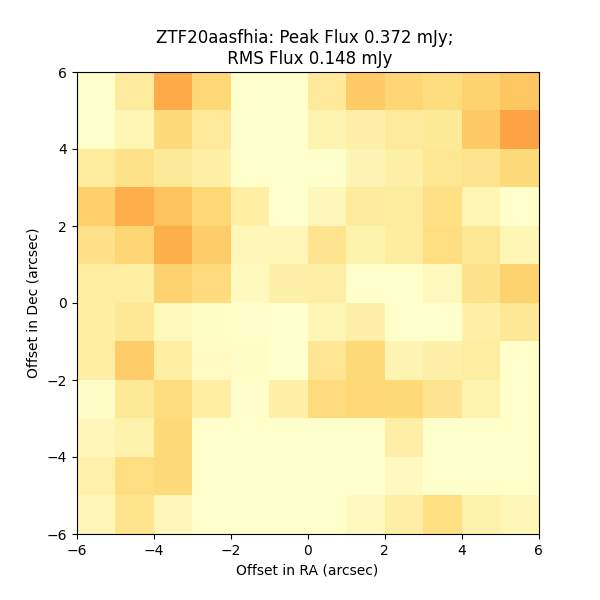 ZTF20aasfhia: Peak Flux 0.372 mJy;
RMS Flux 0.148 mJy
6
4
2
0
−2
−4
−6
Offset in Dec (arcsec)
−6 −4 −2 0 2 4 6
Offset in RA (arcsec)